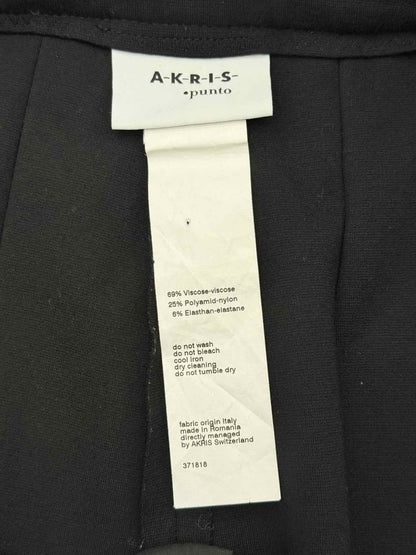 A-K-R-I-S-
•punto
69% Viscose-viscose
25% Polyamid-nylon
6% Elasthan-elastane
do not wash
do not bleach
cool iron
dry cleaning
do not tumble dry
fabric origin Italy
made in Romania
directly managed
by AKRIS Switzerland
371818